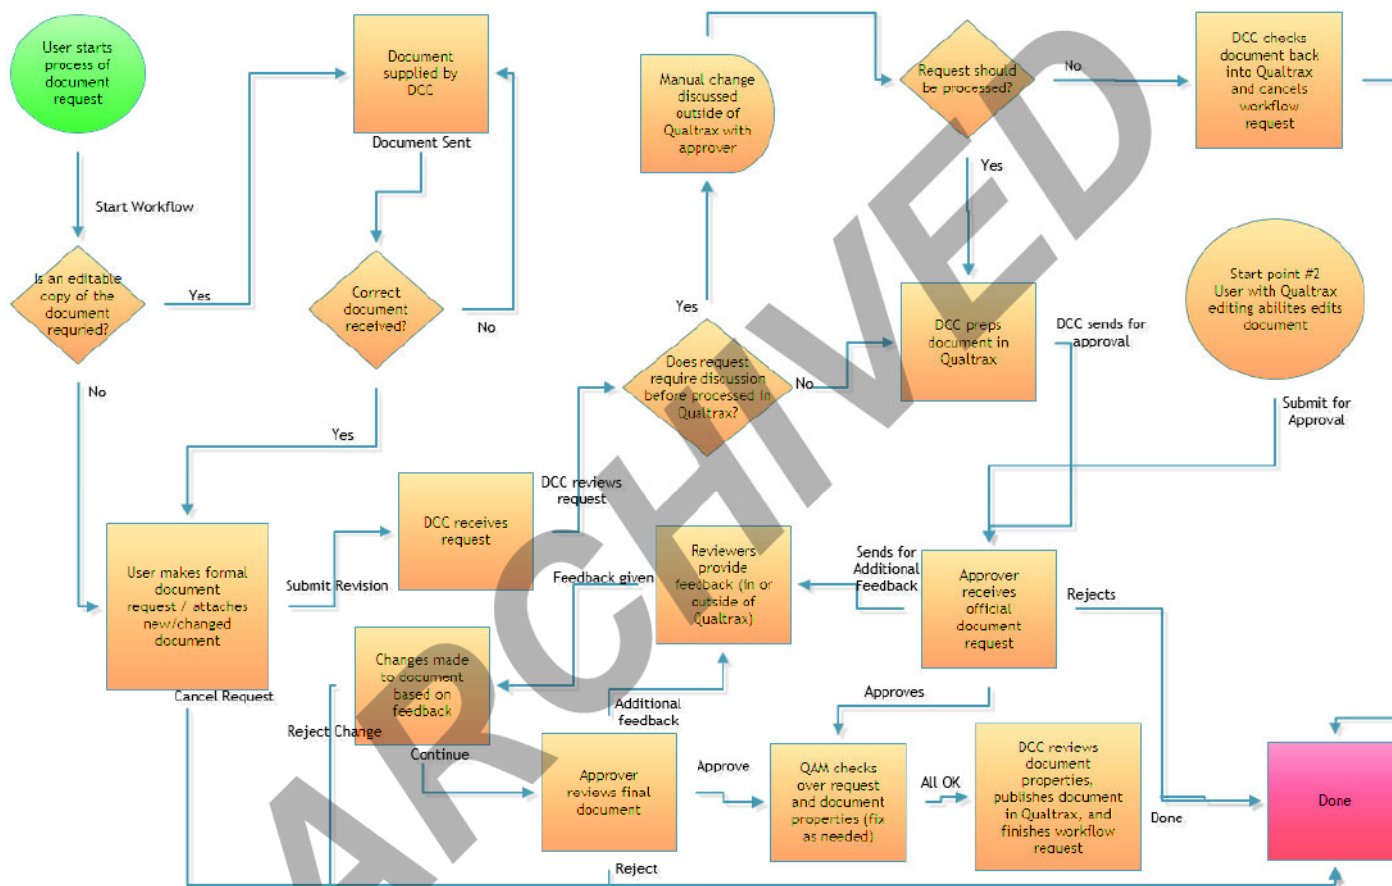 User starts
process of
document
request
Start Workflow
Is an editable
copy of the
document
requried?
Yes
No
Document
supplied by
DCC
Document Sent
Correct
document
received?
No
Yes
User makes formal
document
request / attaches
new/changed
document
Submit Revision
Cancel Request
DCC receives
request
DCC reviews
request
Does request
require discussion
before processed in
Qualtrax?
Yes
No
Manual change
discussed
outside of
Qualtrax with
approver
Request should
be processed?
No
Yes
DCC checks
document back
into Qualtrax
and cancels
workflow
request
DCC preps
document in
Qualtrax
DCC sends for
approval
Start point #2
User with Qualtrax
editing abilites edits
document
Submit for
Approval
Approver
receives
official
document
request
Sends for
Additional
Feedback
Rejects
Approves
Reviewers
provide
feedback (in or
outside of
Qualtrax)
Feedback given
Changes made
to document
based on
feedback
Reject Change
Continue
Additional
feedback
Approver
reviews final
document
Approve
Reject
QAM checks
over request
and document
properties (fix
as needed)
All OK
DCC reviews
document
properties,
publishes document
in Qualtrax, and
finishes workflow
request
Done
Done
ARCHIVED